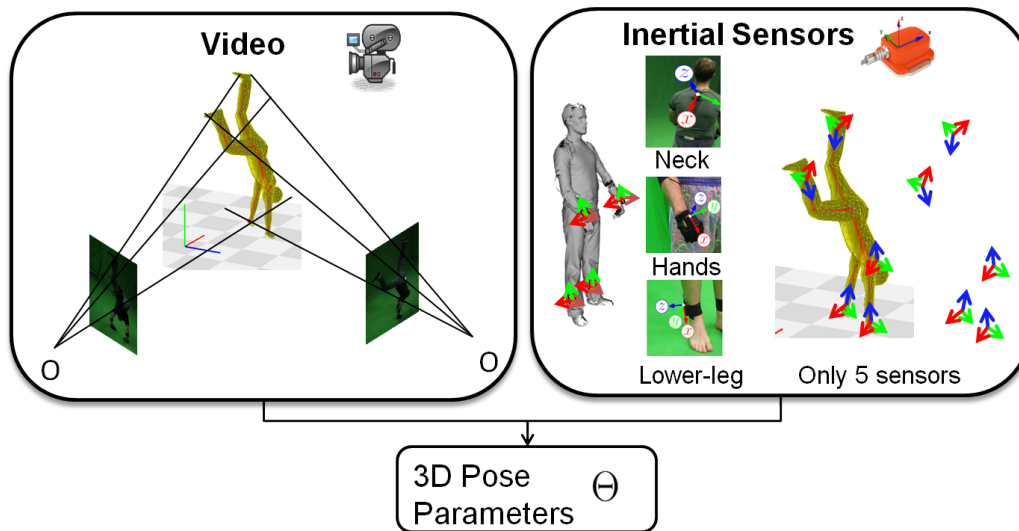 Video
O
O
Inertial Sensors
z
x
y
z
x
Neck
z
y
x
Hands
z
y
x
Lower-leg
Only 5 sensors
3D Pose
Parameters Θ